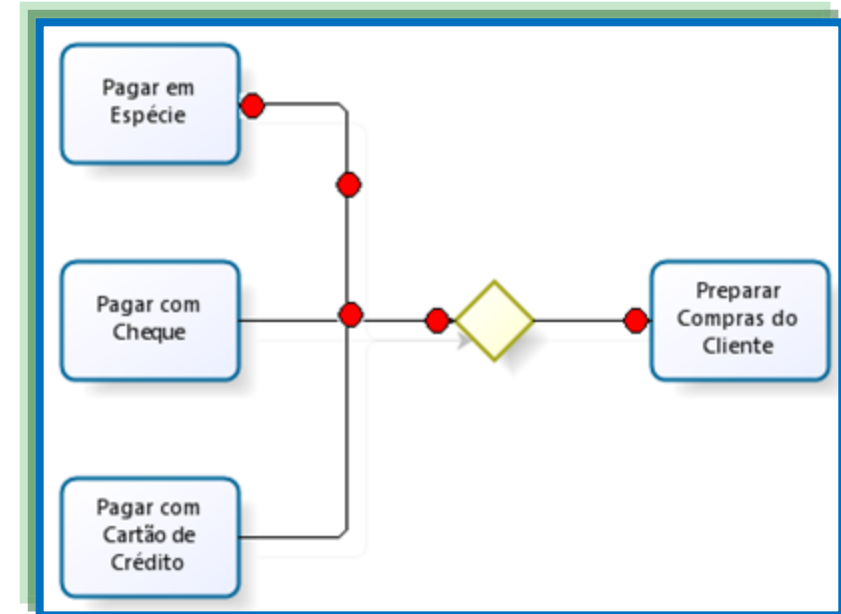 Pagar em
Espécie
Pagar com
Cheque
Preparar
Compras do
Cliente
Pagar com
Cartão de
Crédito